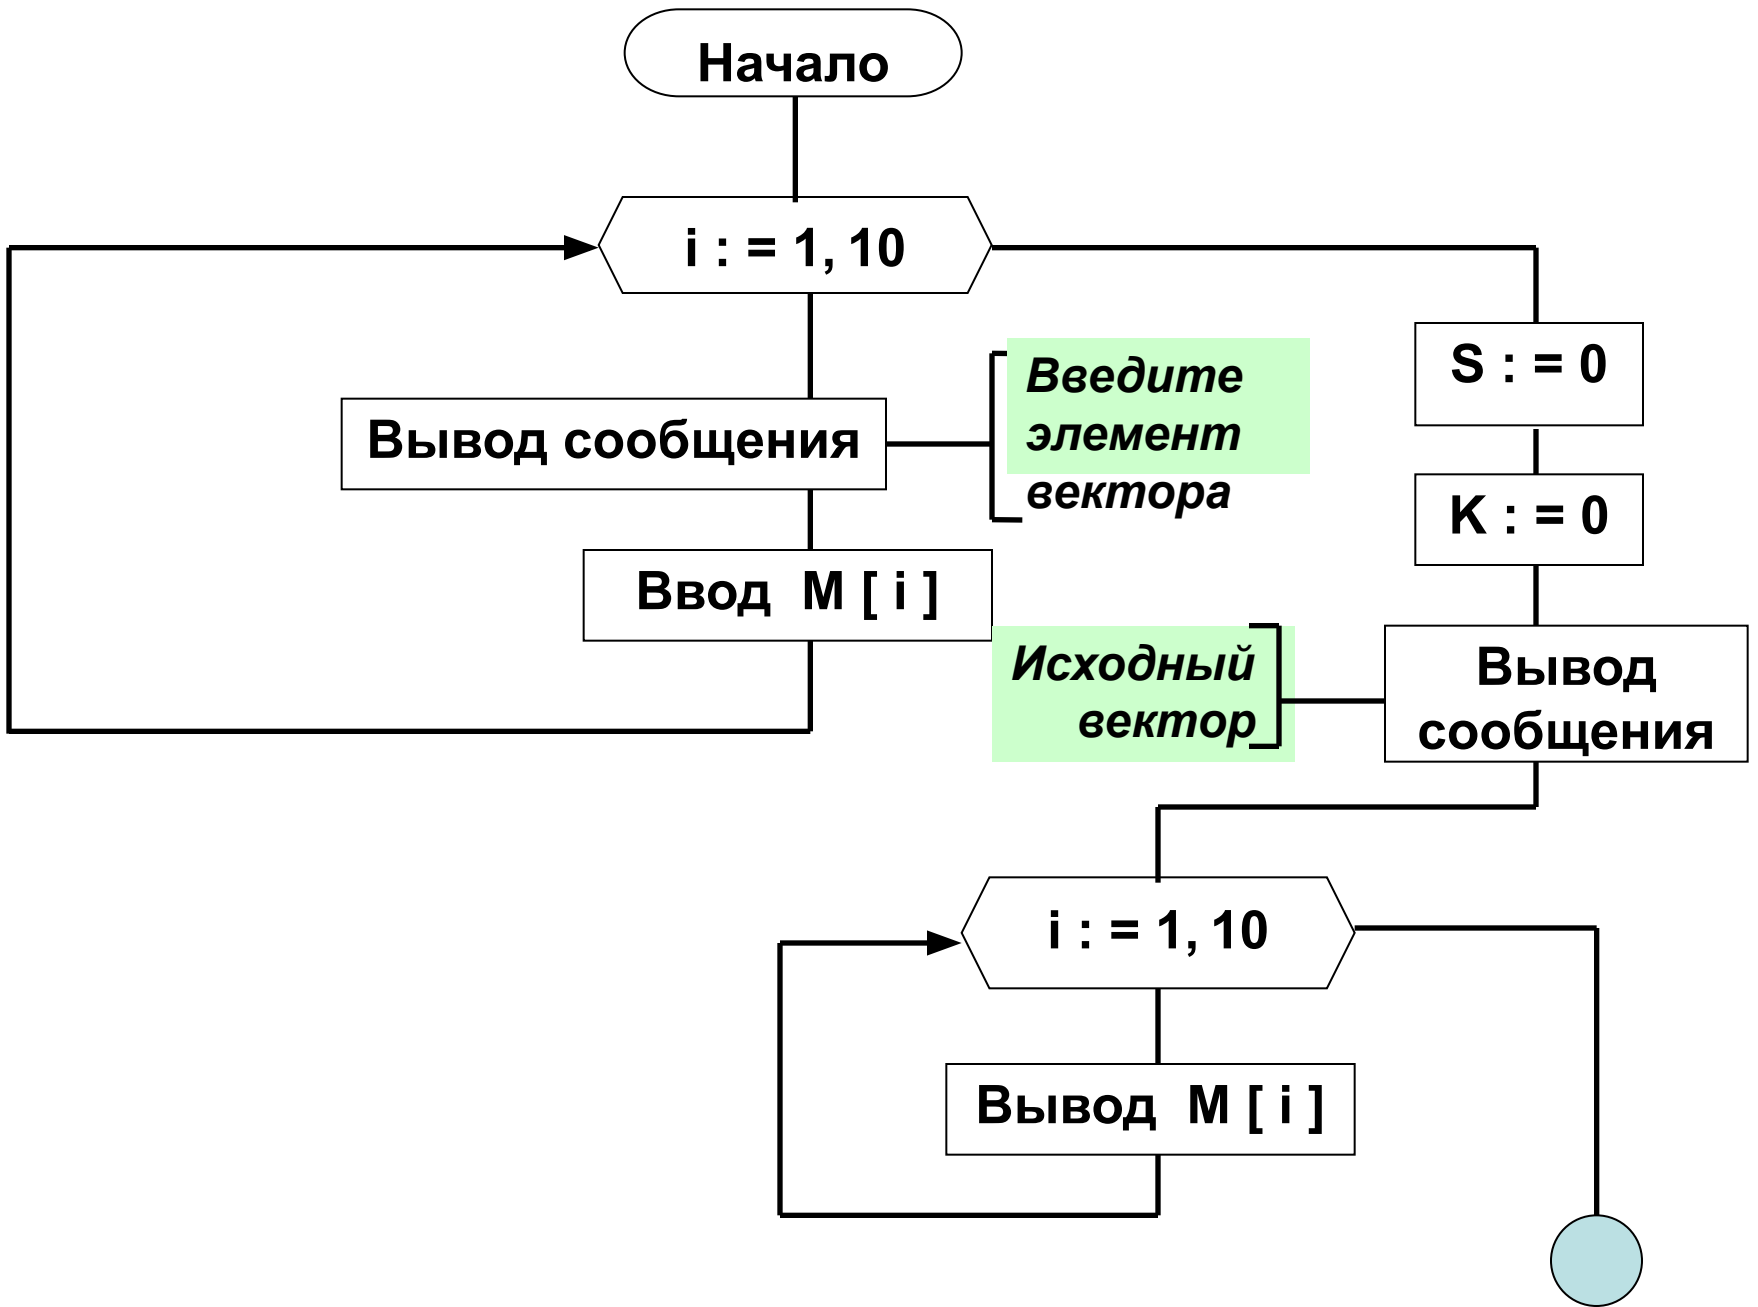 Начало
i : = 1, 10
Вывод сообщения
Введите
элемент
вектора
Ввод M [ i ]
S : = 0
K : = 0
Вывод
сообщения
Исходный
вектор
i : = 1, 10
Вывод M [ i ]